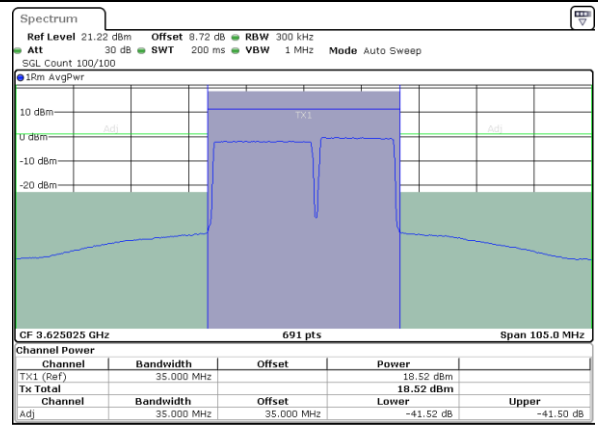 Spectrum
Ref Level 21.22 dBm Offset 8.72 dB RBW 300 kHz
Att 30 dB SWT 200 ms VBW 1 MHz Mode Auto Sweep
SGL Count 100/100
1Rm AvgPwr
10 dBm
TX1
Adj
Adj
0 dBm
-10 dBm
-20 dBm
CF 3.625025 GHz 691 pts Span 105.0 MHz
Channel Power
Channel Bandwidth Offset Power
TX1 (Ref) 35.000 MHz 18.52 dBm
Tx Total 18.52 dBm
Channel Bandwidth Offset Lower Upper
Adj 35.000 MHz 35.000 MHz -41.52 dB -41.50 dB